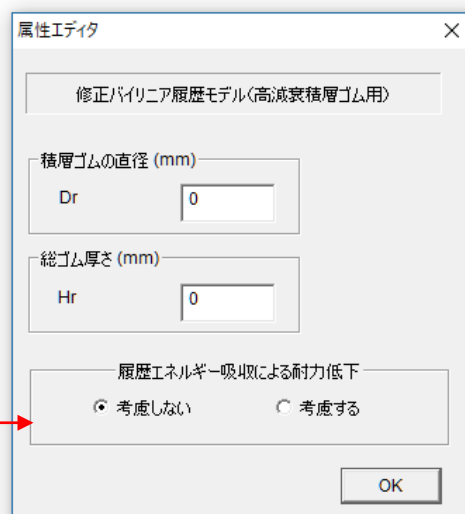 属性エディタ
修正バイリニア履歴モデル(高減衰積層ゴム用)
積層ゴムの直径 (mm)
Dr 0
総ゴム厚さ (mm)
Hr 0
履歴エネルギー吸収による耐力低下
考慮しない 考慮する
OK